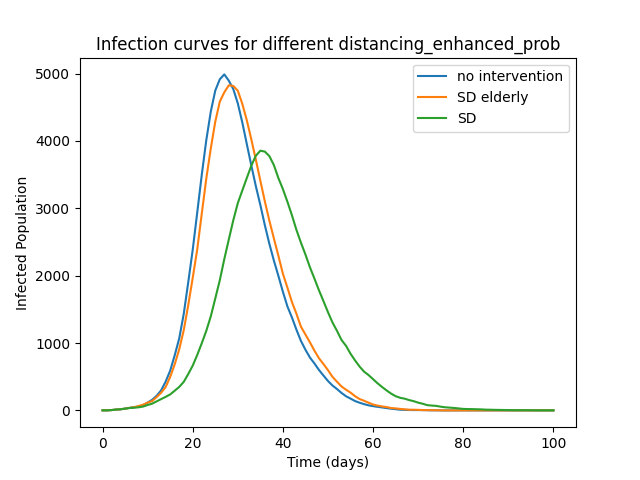 Infection curves for different distancing_enhanced_prob
no intervention
SD elderly
SD
5000
4000
3000
2000
1000
0
Infected Population
0 20 40 60 80 100
Time (days)